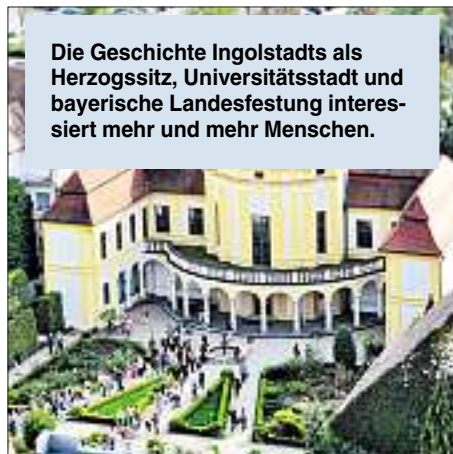 Die Geschichte Ingolstadts als
Herzogssitz, Universitätsstadt und
bayerische Landesfestung interes-
siert mehr und mehr Menschen.